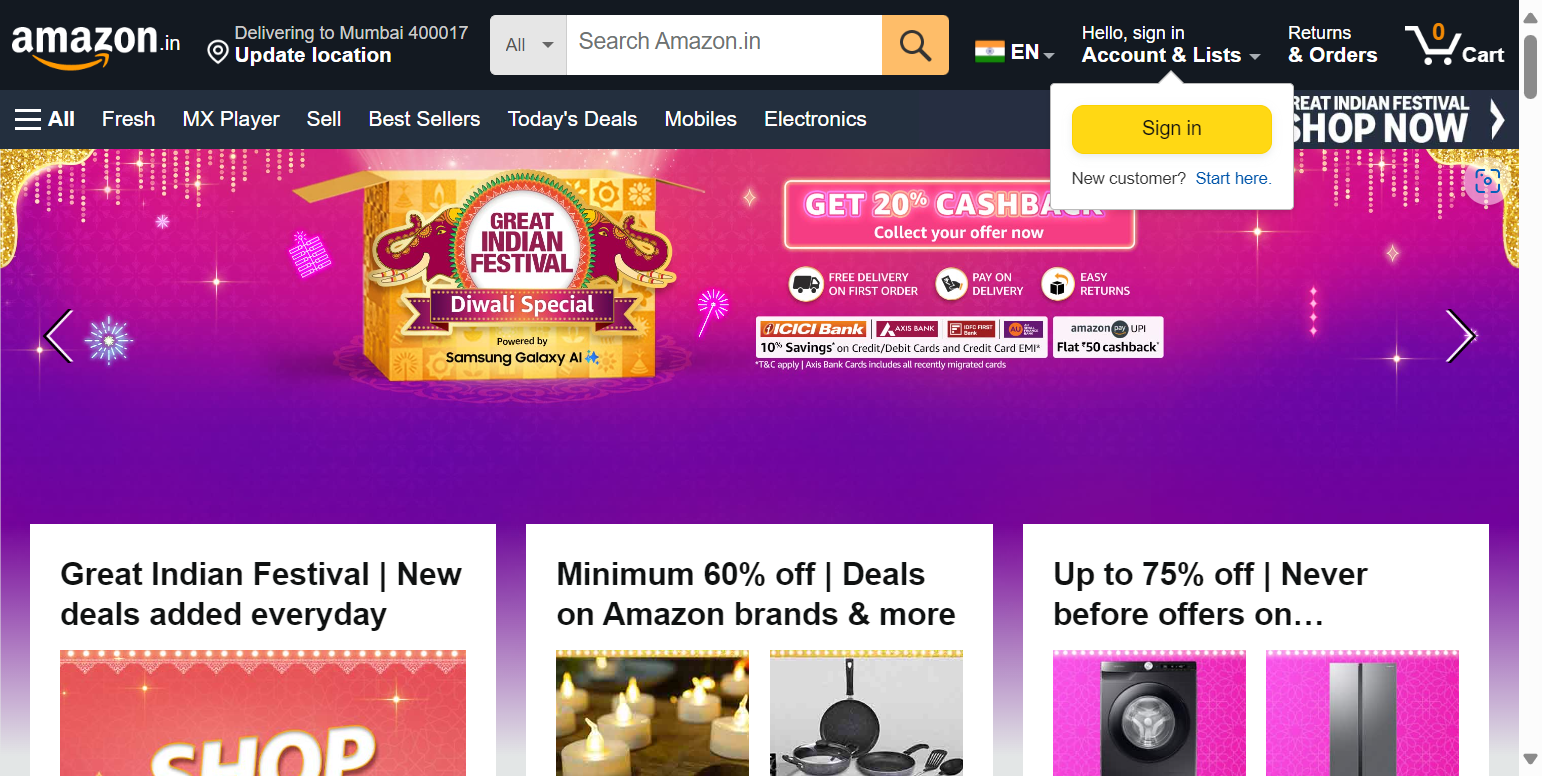 amazon.in
Delivering to Mumbai 400017
Update location
All
Search Amazon.in
EN
Hello, sign in
Account & Lists
Returns
& Orders
0
Cart
All
Fresh
MX Player
Sell
Best Sellers
Today's Deals
Mobiles
Electronics
INDIAN FESTIVAL
SHOP NOW
Sign in
New customer? Start here.
GREAT
INDIAN
FESTIVAL
Diwali Special
Powered by
Samsung Galaxy AI
GET 20% CASHBACK
Collect your offer now
FREE DELIVERY
ON FIRST ORDER
PAY ON
DELIVERY
EASY
RETURNS
ICICI Bank
AXIS BANK
IDFC FIRST
Bank
AU
10% Savings* on Credit/Debit Cards and Credit Card EMI*
amazon pay UPI
Flat ₹50 cashback*
*T&C apply | Axis Bank Cards includes all recently migrated cards
Great Indian Festival | New
deals added everyday
Minimum 60% off | Deals
on Amazon brands & more
Up to 75% off | Never
before offers on…
SHOP